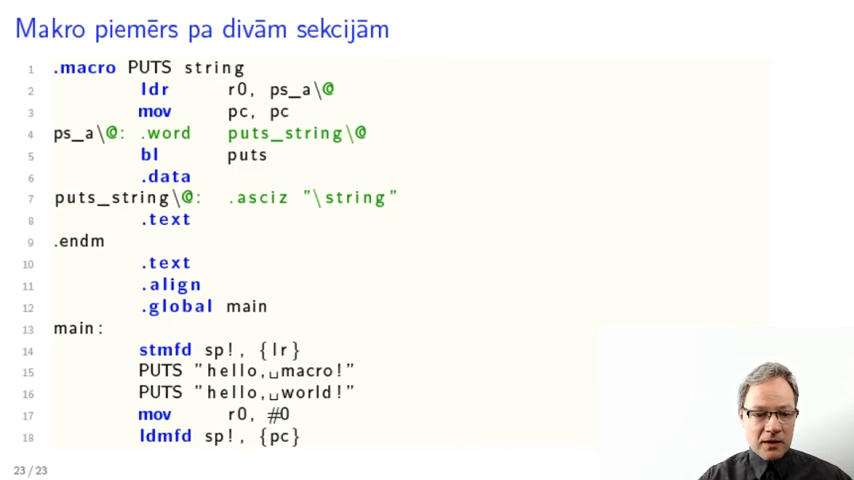 Makro piemērs pa divām sekcijām
1 .macro PUTS string
2 ldr r0, ps_a\@
3 mov pc, pc
4 ps_a\@: .word puts_string\@
5 bl puts
6 .data
7 puts_string\@: .asciz "\string"
8 .text
9 .endm
10 .text
11 .align
12 .global main
13 main:
14 stmfd sp!, {lr}
15 PUTS "hello,␣macro!"
16 PUTS "hello,␣world!"
17 mov r0, #0
18 ldmfd sp!, {pc}
23 / 23